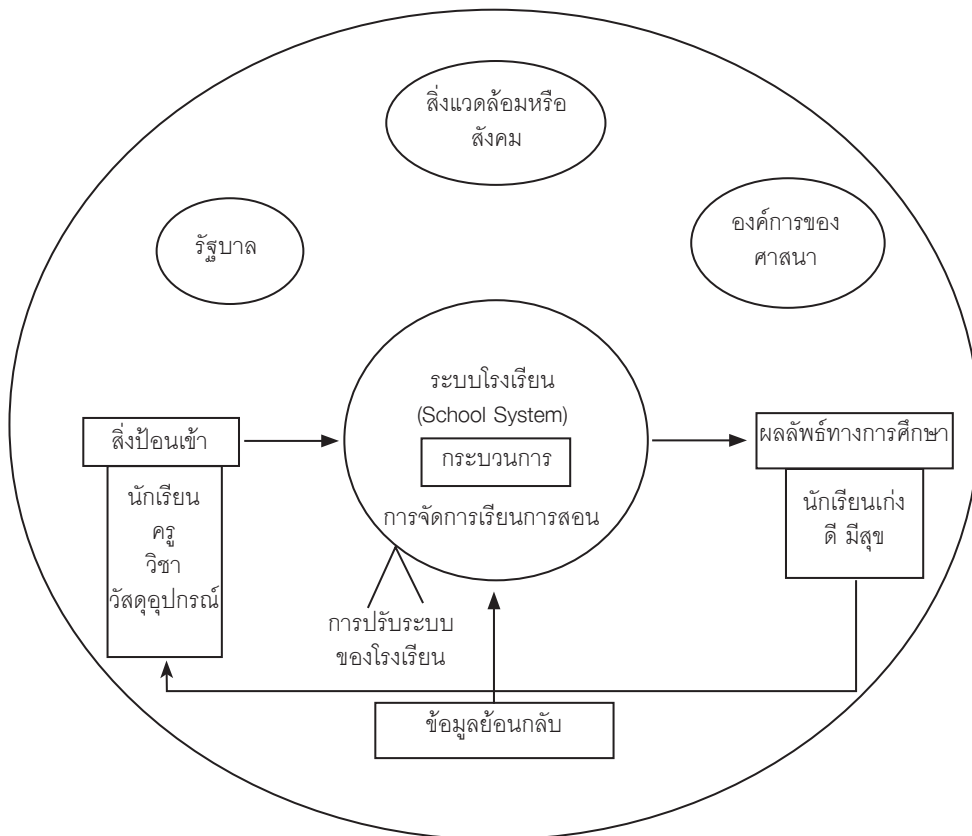 สิ่งแวดล้อมหรือ
สังคม
รัฐบาล
องค์การของ
ศาสนา
ระบบโรงเรียน
(School System)
กระบวนการ
การจัดการเรียนการสอน
สิ่งป้อนเข้า
นักเรียน
ครู
วิชา
วัสดุอุปกรณ์
ผลลัพธ์ทางการศึกษา
นักเรียนเก่ง
ดี มีสุข
การปรับระบบ
ของโรงเรียน
ข้อมูลย้อนกลับ